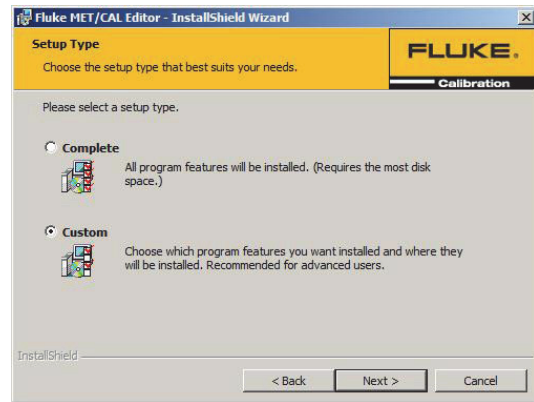 Fluke MET/CAL Editor - InstallShield Wizard
Setup Type
Choose the setup type that best suits your needs.
FLUKE.
Calibration
Please select a setup type.
Complete
All program features will be installed. (Requires the most disk
space.)
Custom
Choose which program features you want installed and where they
will be installed. Recommended for advanced users.
InstallShield
< Back
Next >
Cancel